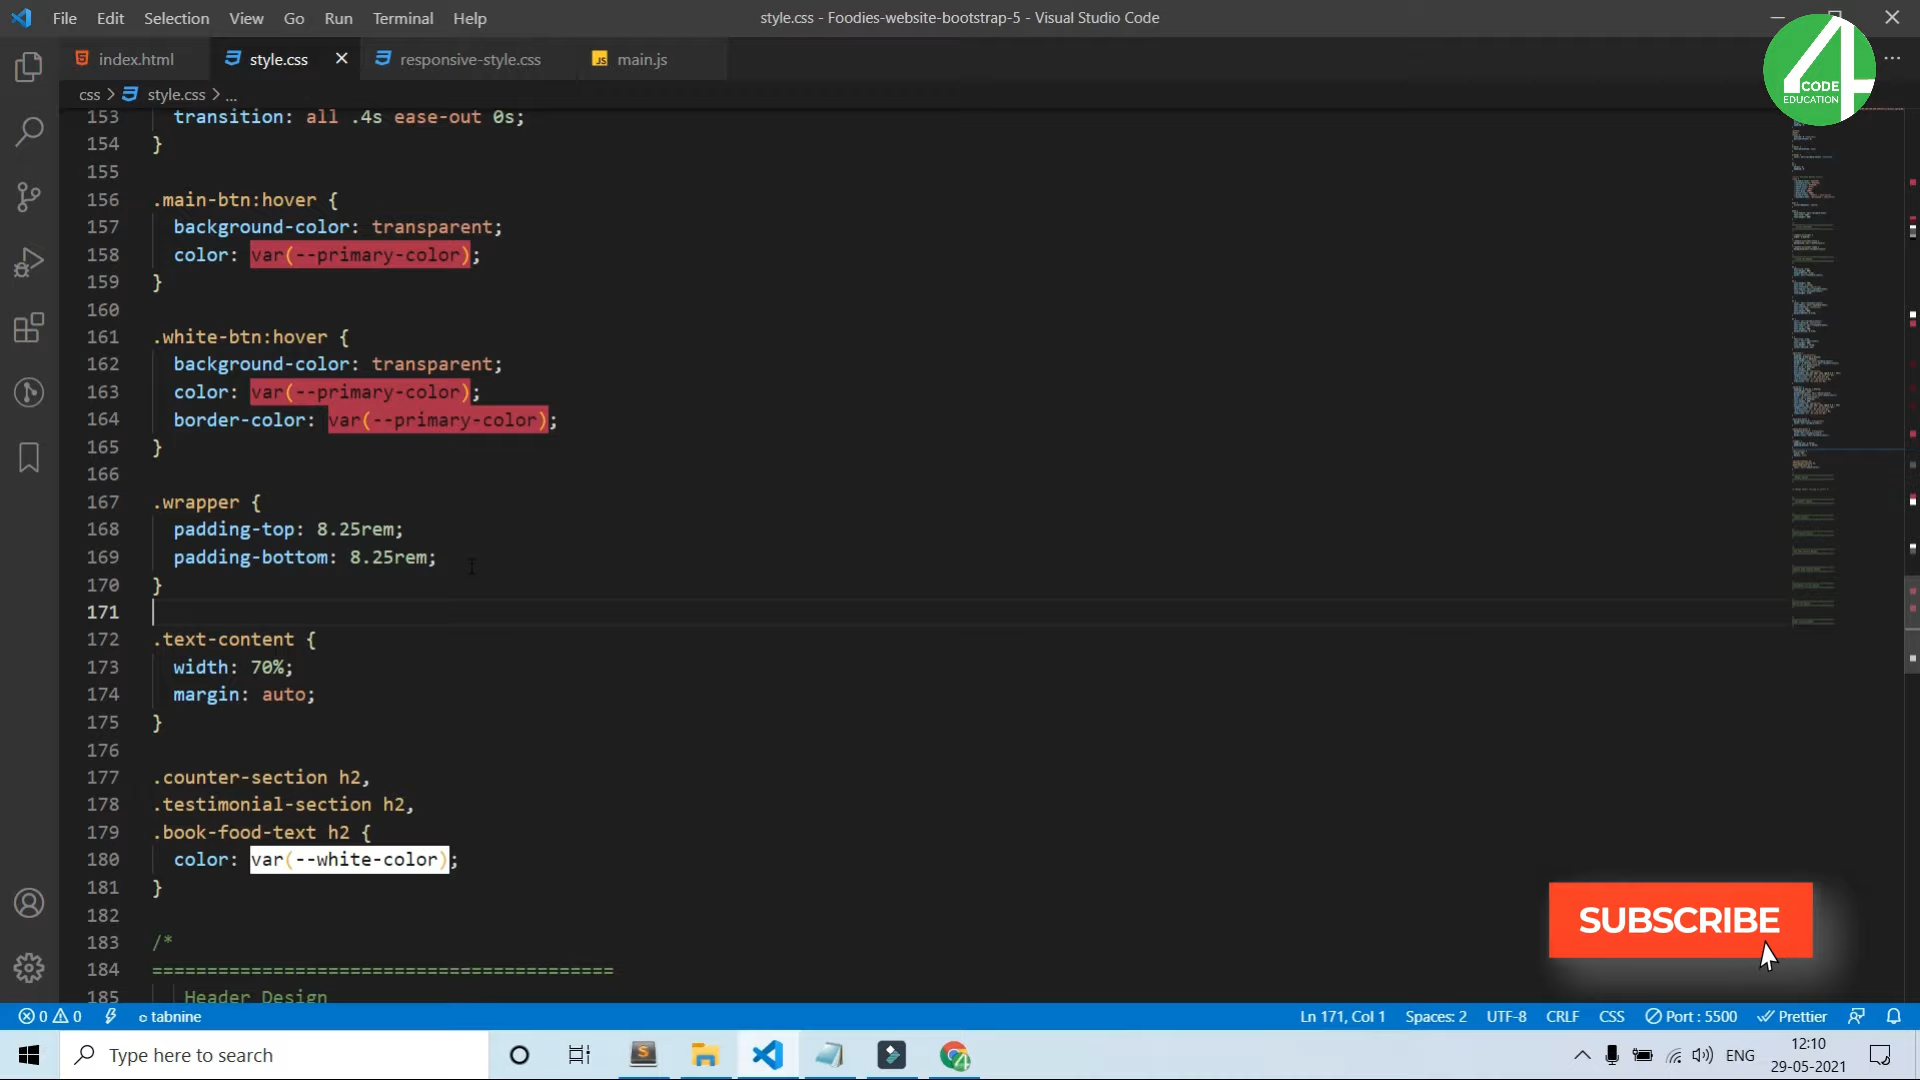 File Edit Selection View Go Run Terminal Help
style.css - Foodies-website-bootstrap-5 - Visual Studio Code
index.html
style.css
responsive-style.css
JS main.js
4
CODE
EDUCATION
css > style.css > ...
153 transition: all .4s ease-out 0s;
154 }
155
156 .main-btn:hover {
157 background-color: transparent;
158 color: var(--primary-color);
159 }
160
161 .white-btn:hover {
162 background-color: transparent;
163 color: var(--primary-color);
164 border-color: var(--primary-color);
165 }
166
167 .wrapper {
168 padding-top: 8.25rem;
169 padding-bottom: 8.25rem;
170 }
171
172 .text-content {
173 width: 70%;
174 margin: auto;
175 }
176
177 .counter-section h2,
178 .testimonial-section h2,
179 .book-food-text h2 {
180 color: var(--white-color);
181 }
182
183 /*
184 ==========================================
185 Header Design
SUBSCRIBE
0 0 tabnine
Ln 171, Col 1 Spaces: 2 UTF-8 CRLF CSS Port : 5500 Prettier
Type here to search
ENG
12:10
29-05-2021